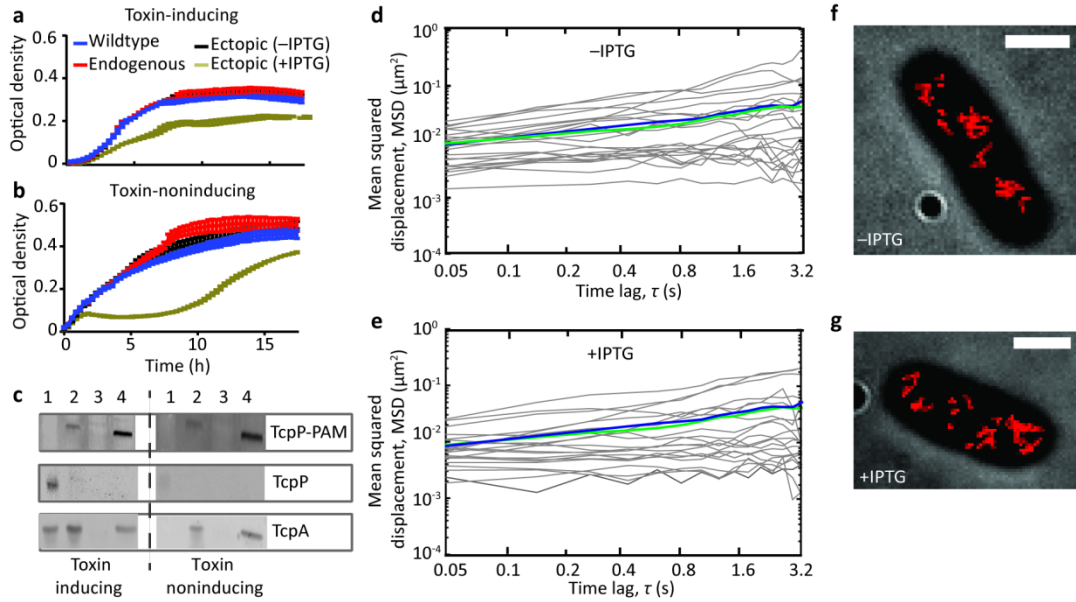 a
Toxin-inducing
0.6
0.4
0.2
0
Optical density
Wildtype
Endogenous
Ectopic (–IPTG)
Ectopic (+IPTG)
b
Toxin-noninducing
0.6
0.4
0.2
0
Optical density
0 5 10 15
Time (h)
c
1 2 3 4 1 2 3 4
TcpP-PAM
TcpP
TcpA
Toxin
inducing
Toxin
noninducing
d
–IPTG
10⁰
10⁻¹
10⁻²
10⁻³
10⁻⁴
Mean squared
displacement, MSD (μm²)
0.05 0.1 0.2 0.4 0.8 1.6 3.2
Time lag, τ (s)
e
+IPTG
10⁰
10⁻¹
10⁻²
10⁻³
10⁻⁴
Mean squared
displacement, MSD (μm²)
0.05 0.1 0.2 0.4 0.8 1.6 3.2
Time lag, τ (s)
f
–IPTG
g
+IPTG